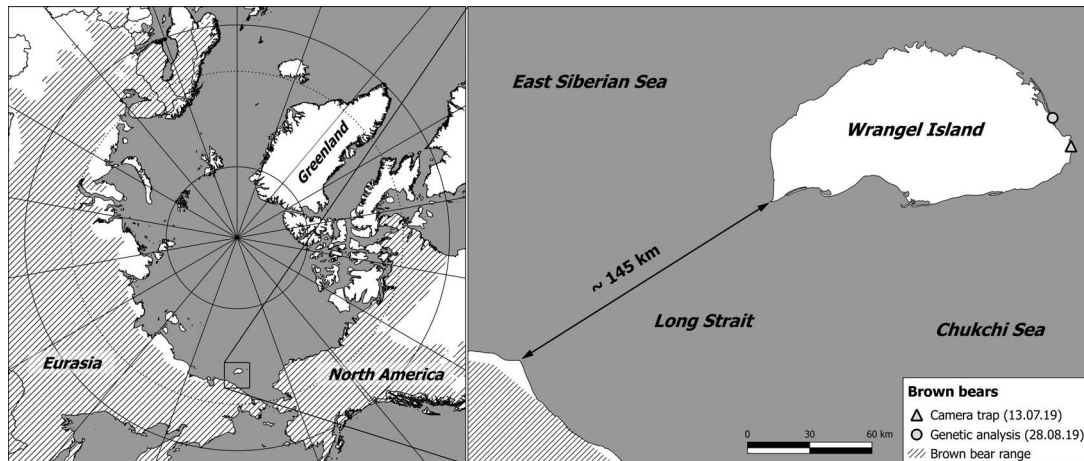 Greenland
Eurasia
North America
East Siberian Sea
Wrangel Island
~ 145 km
Long Strait
Chukchi Sea
Brown bears
Camera trap (13.07.19)
Genetic analysis (28.08.19)
Brown bear range
0 30 60 km